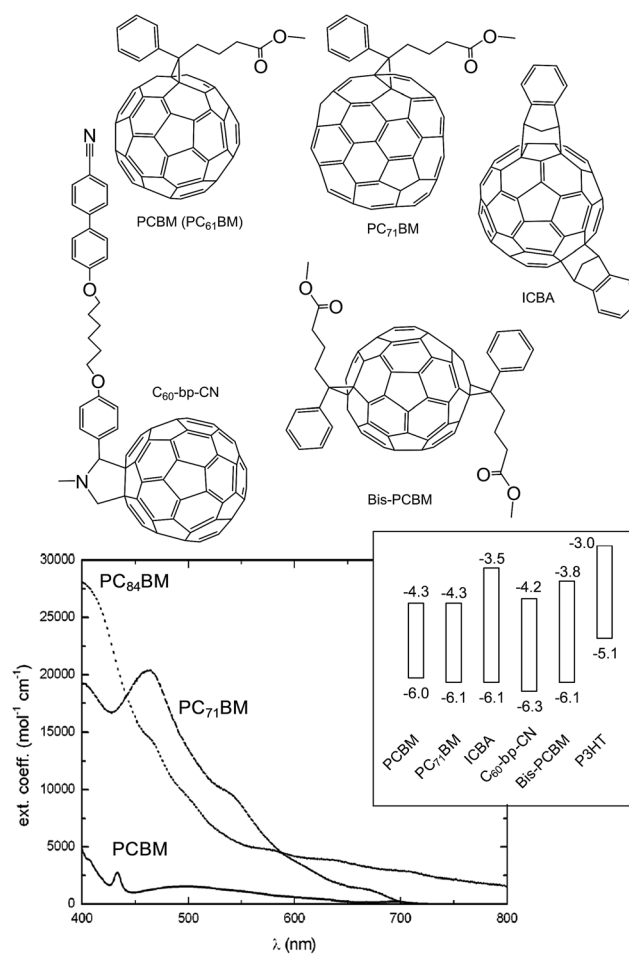 O
O
O
O
PCBM (PC₆₁BM)
PC₇₁BM
ICBA
N
O
O
N
C₆₀-bp-CN
O
O
O
O
Bis-PCBM
30000
25000
20000
15000
10000
5000
0
ext. coeff. (mol⁻¹ cm⁻¹)
PC₈₄BM
PC₇₁BM
PCBM
400 500 600 700 800
λ (nm)
-4.3 -4.3 -3.5 -4.2 -3.8 -3.0
-6.0 -6.1 -6.1 -6.3 -6.1 -5.1
PCBM
PC₇₁BM
ICBA
C₆₀-bp-CN
Bis-PCBM
P3HT